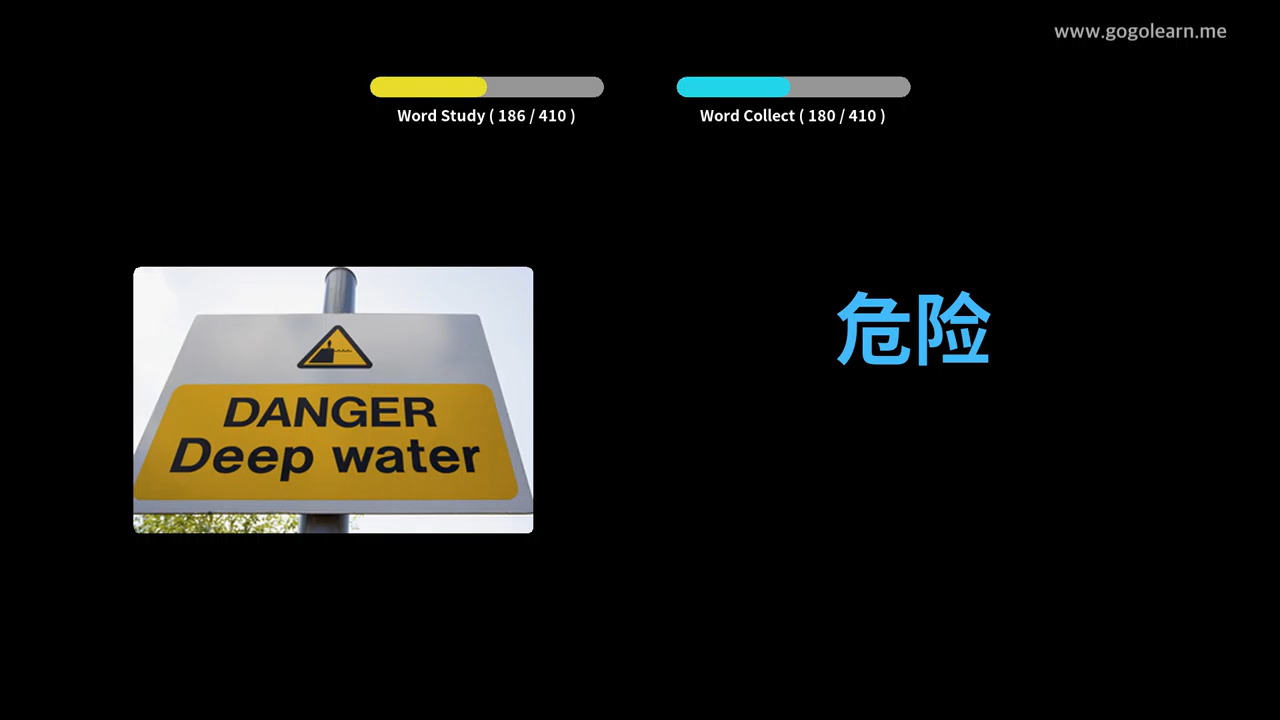 www.gogolearn.me
Word Study ( 186 / 410 )
Word Collect ( 180 / 410 )
DANGER
Deep water
危险